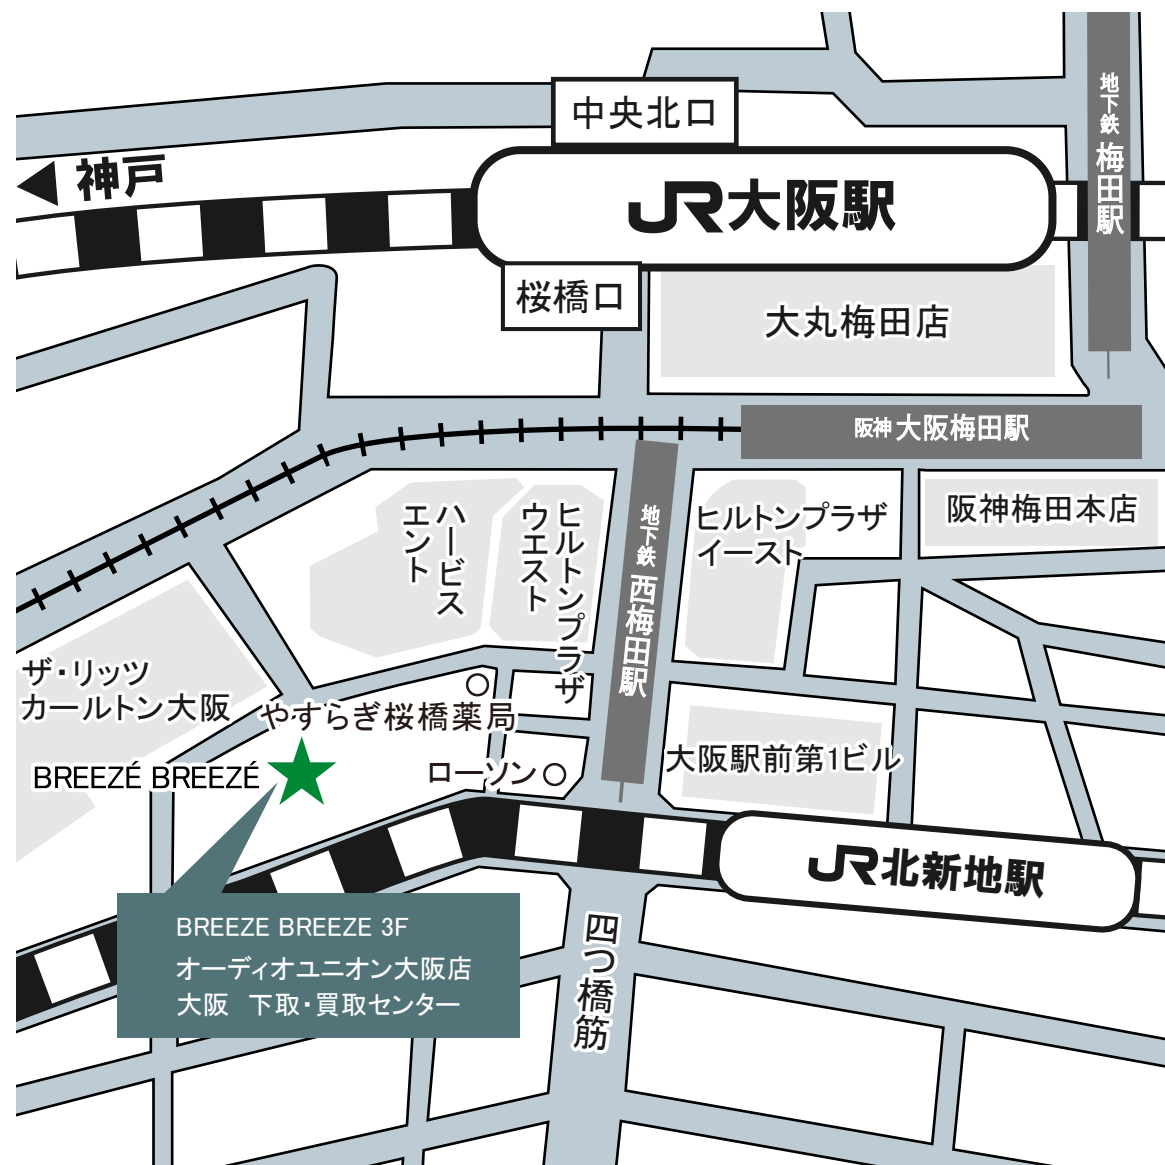 中央北口
神戸
JR大阪駅
地下鉄 梅田駅
桜橋口
大丸梅田店
阪神 大阪梅田駅
ハービス
エント
ヒルトンプラザ
ウエスト
地下鉄 西梅田駅
ヒルトンプラザ
イースト
阪神梅田本店
ザ・リッツ
カールトン大阪
やすらぎ桜橋薬局
BREEZÉ BREEZÉ
ローソン
大阪駅前第1ビル
JR北新地駅
BREEZE BREEZE 3F
オーディオユニオン大阪店
大阪 下取・買取センター
四つ橋筋